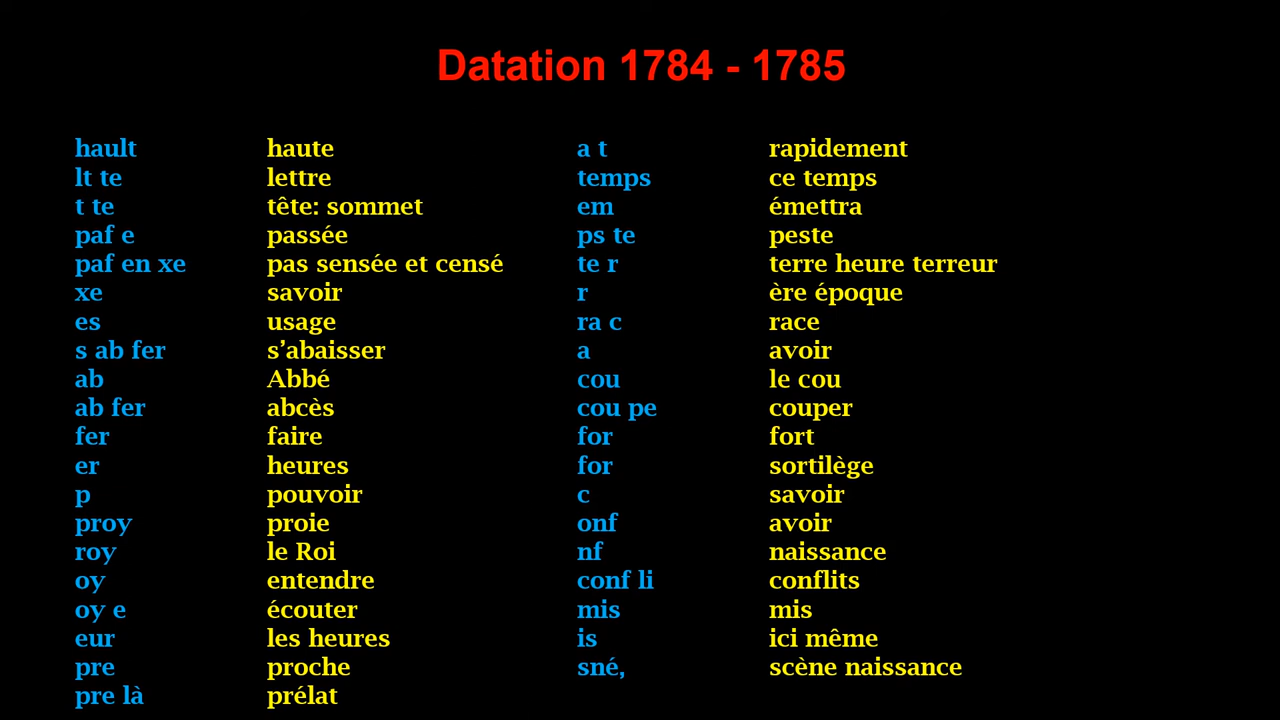 Datation 1784 - 1785
hault haute
lt te lettre
t te tête: sommet
paf e passée
paf en xe pas sensée et censé
xe savoir
es usage
s ab fer s’abaisser
ab Abbé
ab fer abcès
fer faire
er heures
p pouvoir
proy proie
roy le Roi
oy entendre
oy e écouter
eur les heures
pre proche
pre là prélat
a t rapidement
temps ce temps
em émettra
ps te peste
te r terre heure terreur
r ère époque
ra c race
a avoir
cou le cou
cou pe couper
for fort
for sortilège
c savoir
onf avoir
nf naissance
conf li conflits
mis mis
is ici même
sné, scène naissance